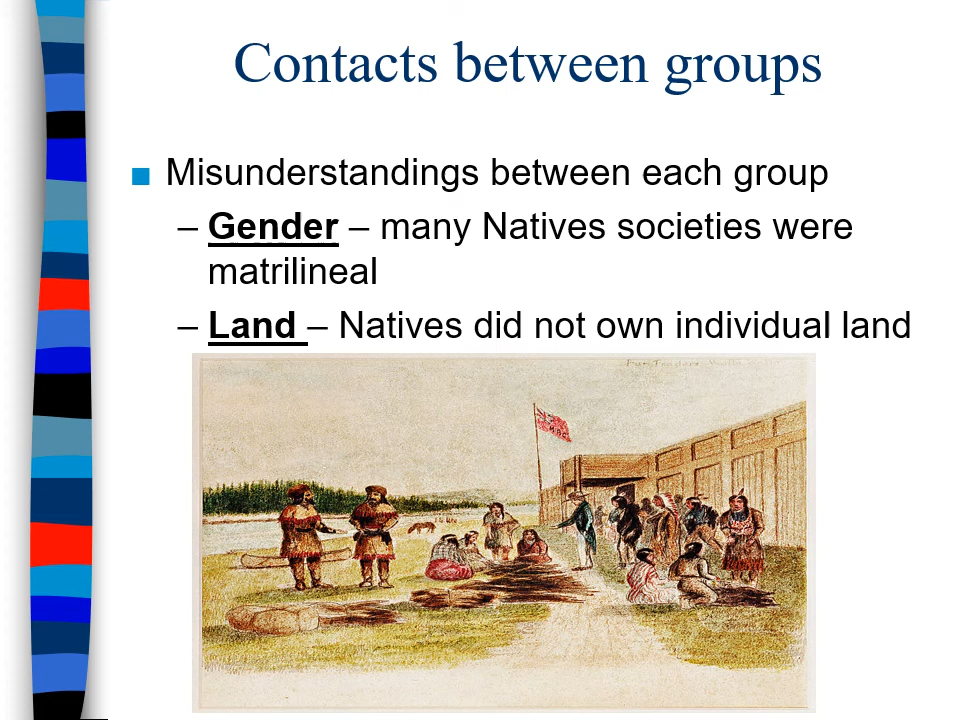 Contacts between groups
■ Misunderstandings between each group
– Gender – many Natives societies were
matrilineal
– Land – Natives did not own individual land